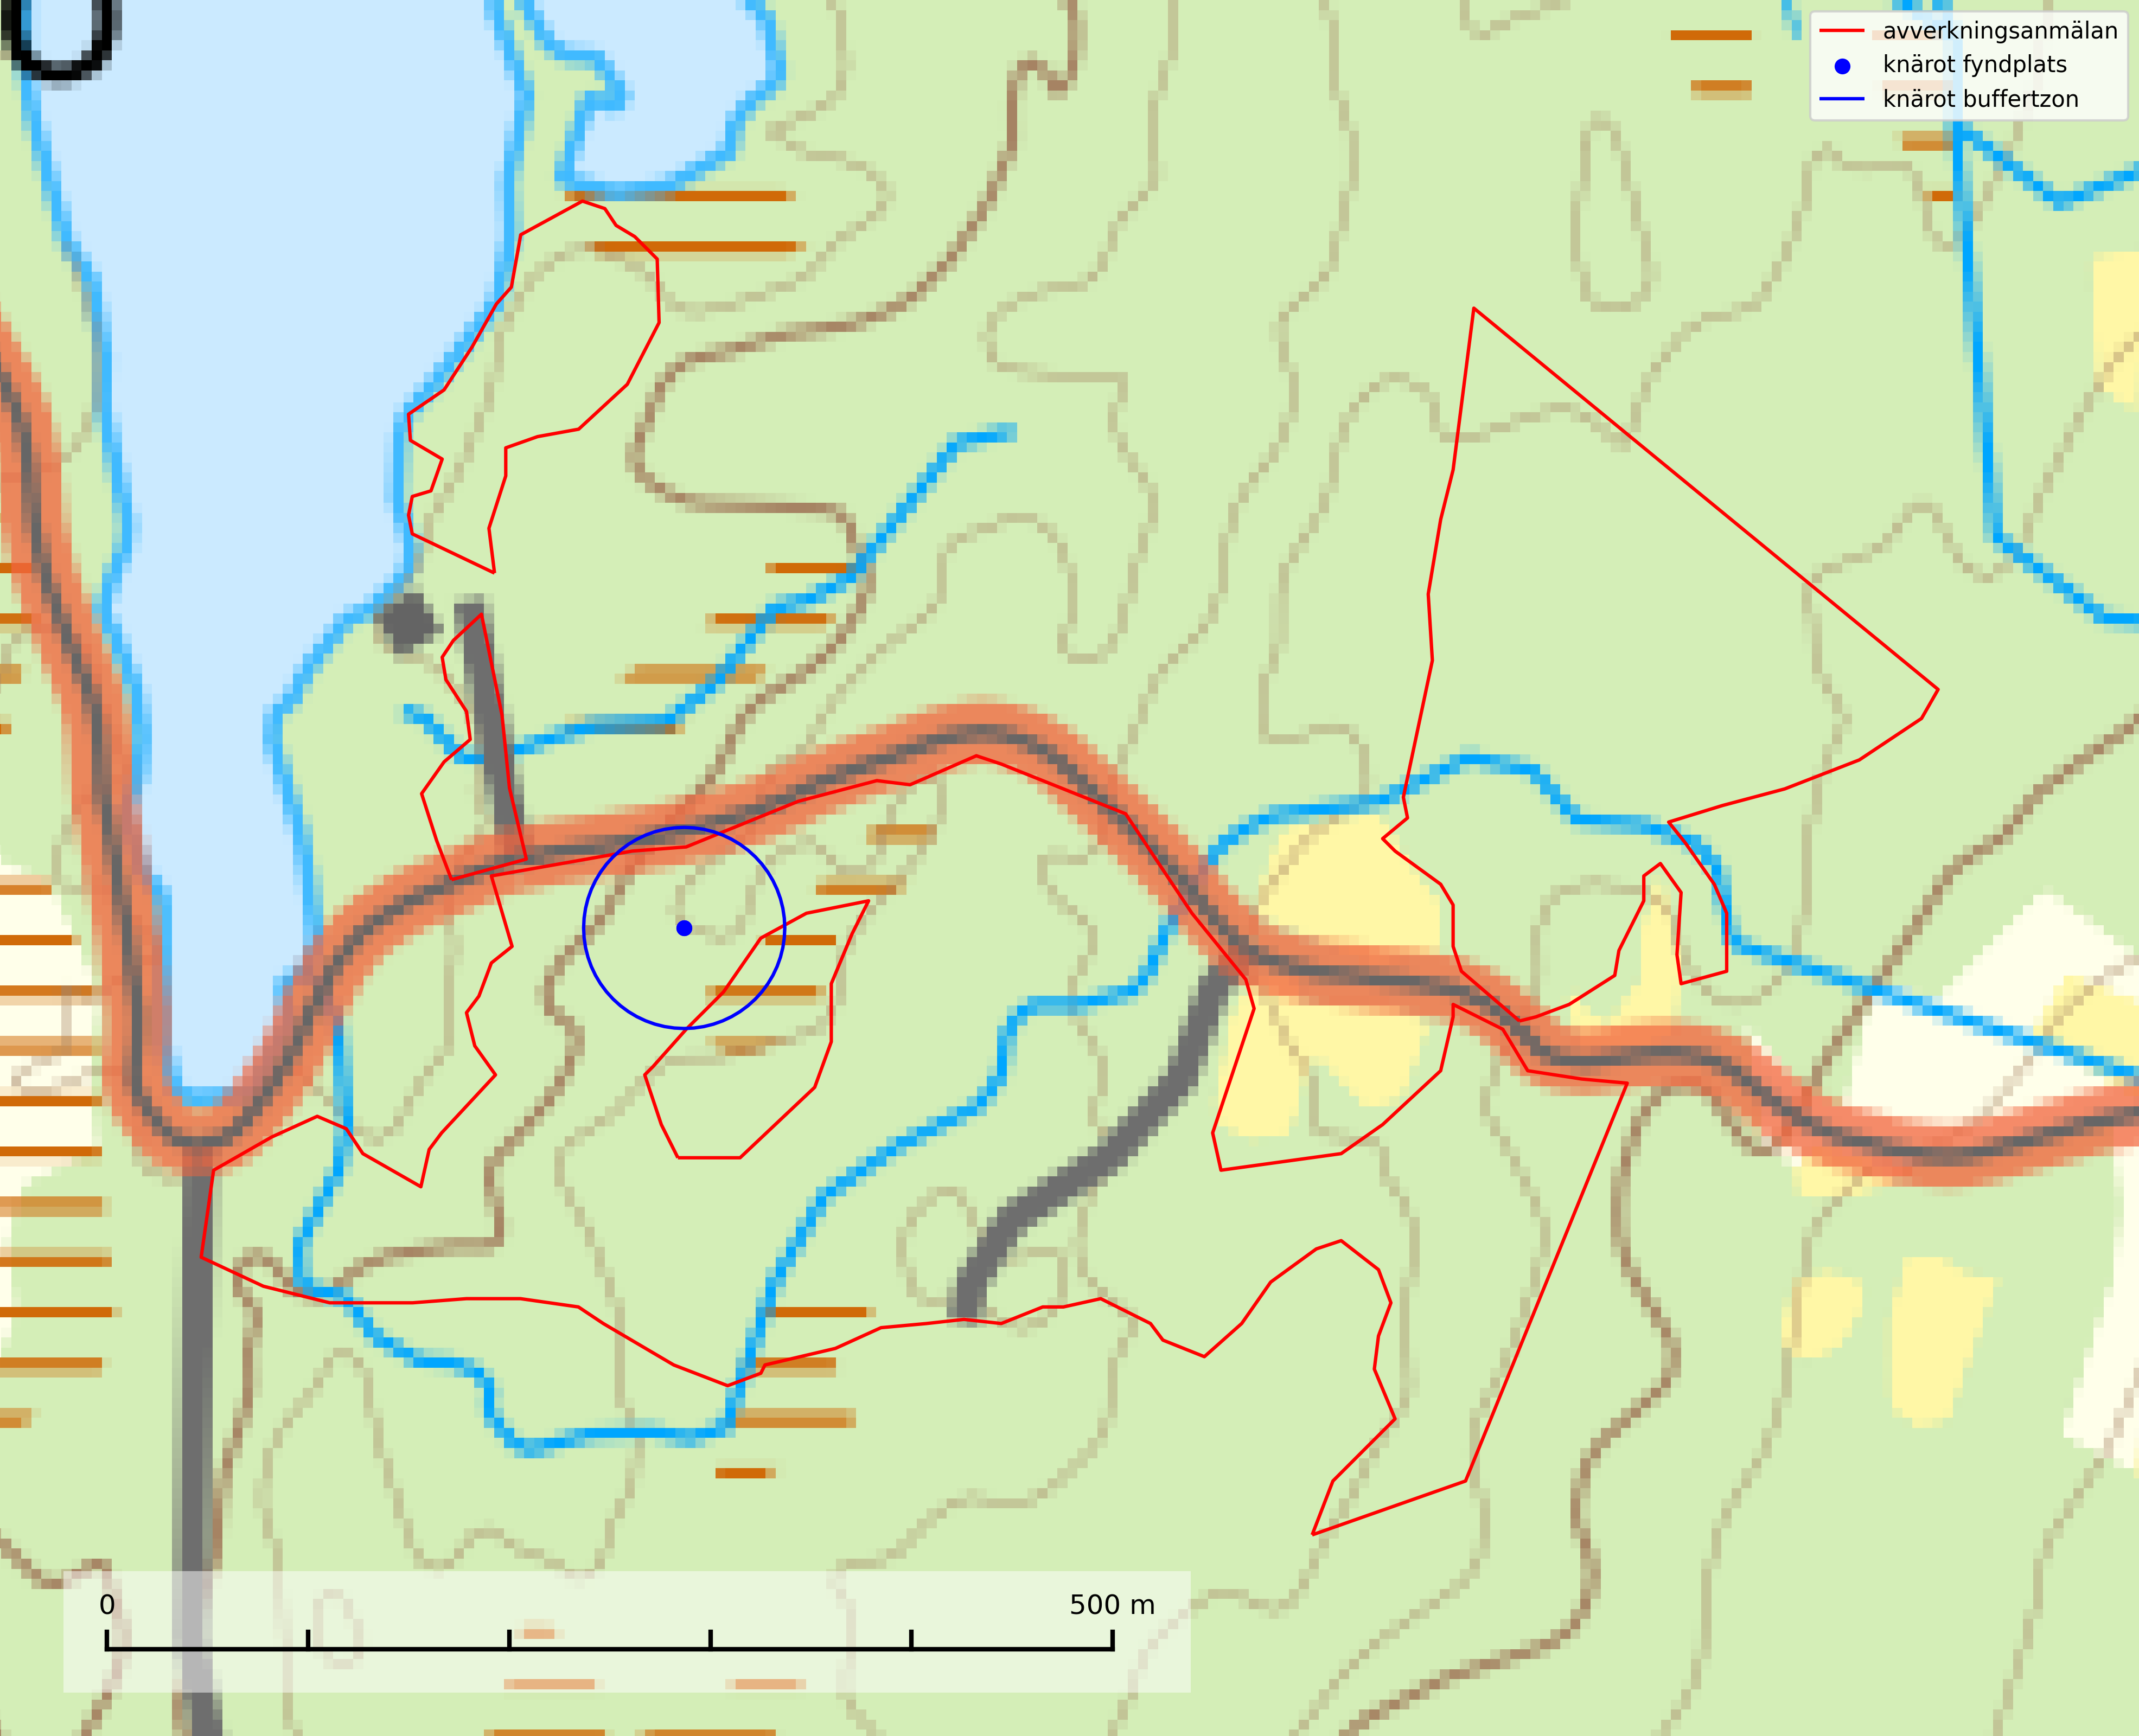 avverkningsanmälan
knärot fyndplats
knärot buffertzon
0 500 m